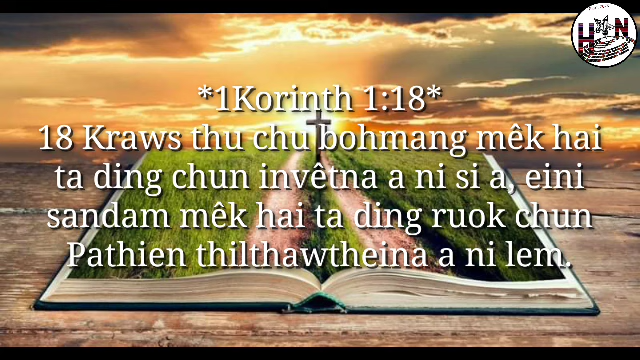 *1Korinth 1:18*
18 Kraws thu chu bohmang mêk hai
ta ding chun invêtna a ni si a, eini
sandam mêk hai ta ding ruok chun
Pathien thilthawtheina a ni lem.
H N